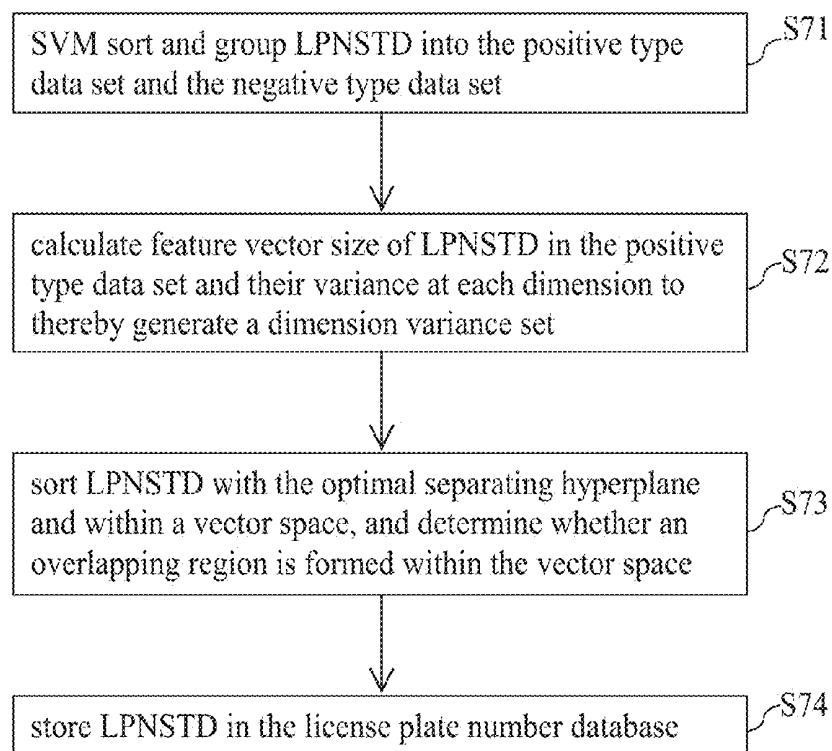 SVM sort and group LPNSTD into the positive type
data set and the negative type data set
S71
calculate feature vector size of LPNSTD in the positive
type data set and their variance at each dimension to
thereby generate a dimension variance set
S72
sort LPNSTD with the optimal separating hyperplane
and within a vector space, and determine whether an
overlapping region is formed within the vector space
S73
store LPNSTD in the license plate number database
S74